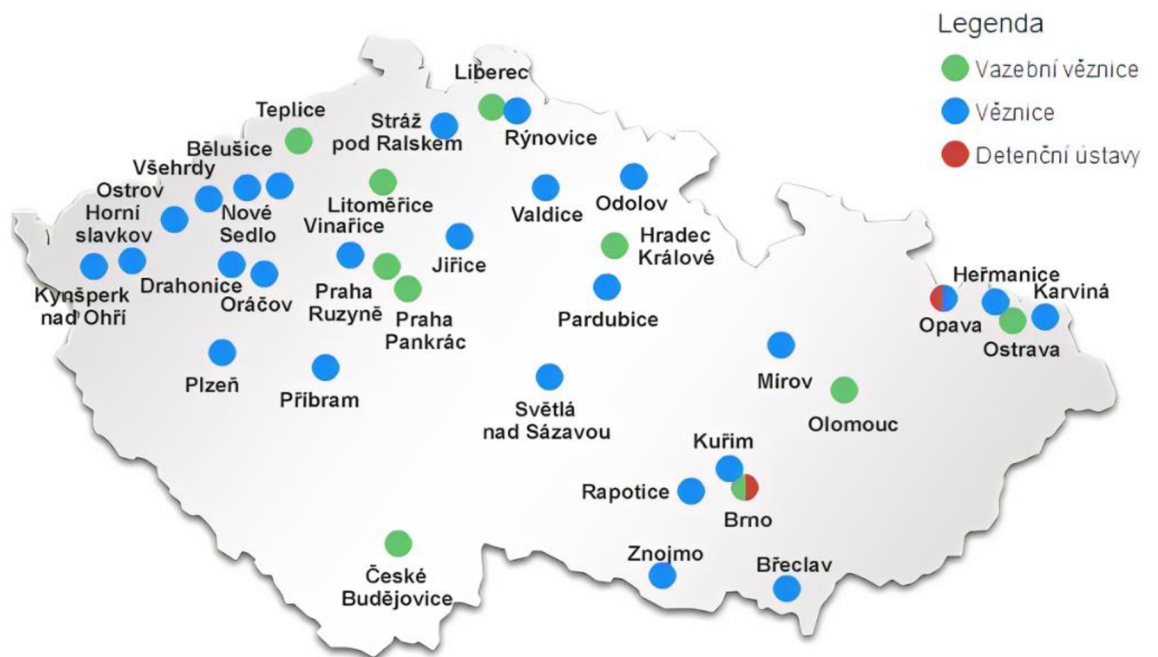 Legenda
Vazební věznice
Věznice
Detenční ústavy
Liberec
Teplice
Stráž
pod Ralskem
Rýnovice
Bělušice
Všehrdy
Ostrov
Horní
slavkov
Nové
Sedlo
Litoměřice
Vinařice
Valdice
Odolov
Hradec
Králové
Jiřice
Kynšperk
nad Ohří
Drahonice
Oráčov
Praha
Ruzyně
Praha
Pankrác
Pardubice
Heřmanice
Karviná
Opava
Ostrava
Plzeň
Příbram
Světlá
nad Sázavou
Mírov
Olomouc
Kuřim
Rapotice
Brno
Znojmo
Břeclav
České
Budějovice